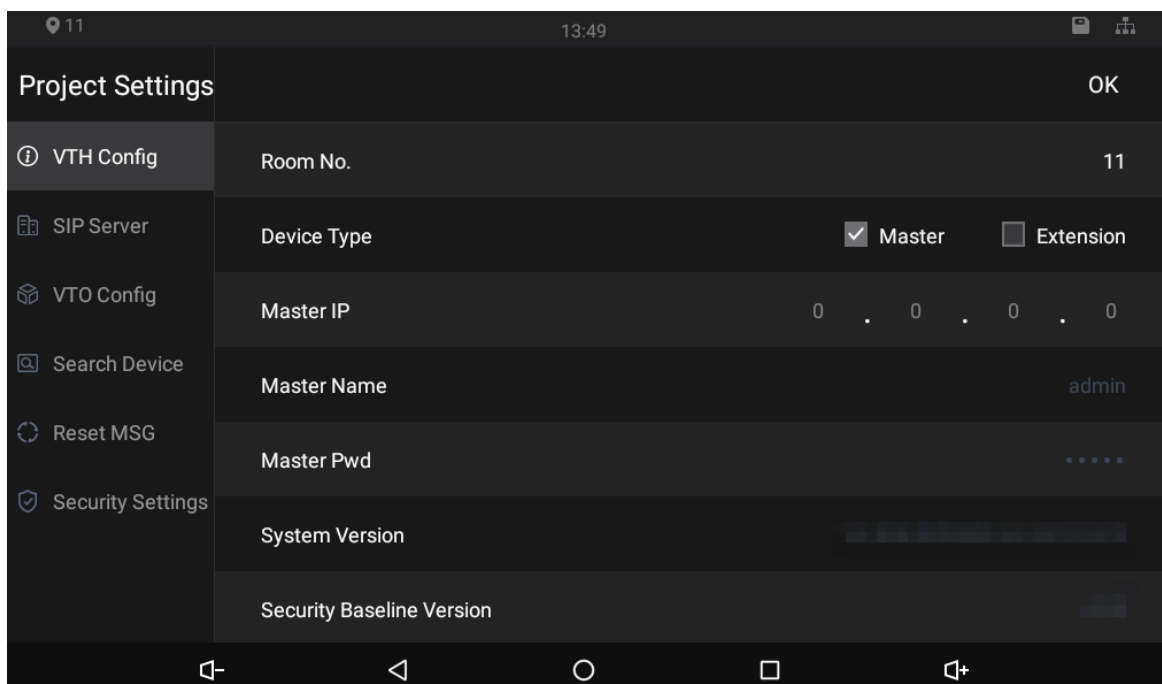 11 13:49
Project Settings OK
VTH Config
SIP Server
VTO Config
Search Device
Reset MSG
Security Settings
Room No. 11
Device Type Master Extension
Master IP 0 . 0 . 0 . 0
Master Name admin
Master Pwd •••••
System Version
Security Baseline Version